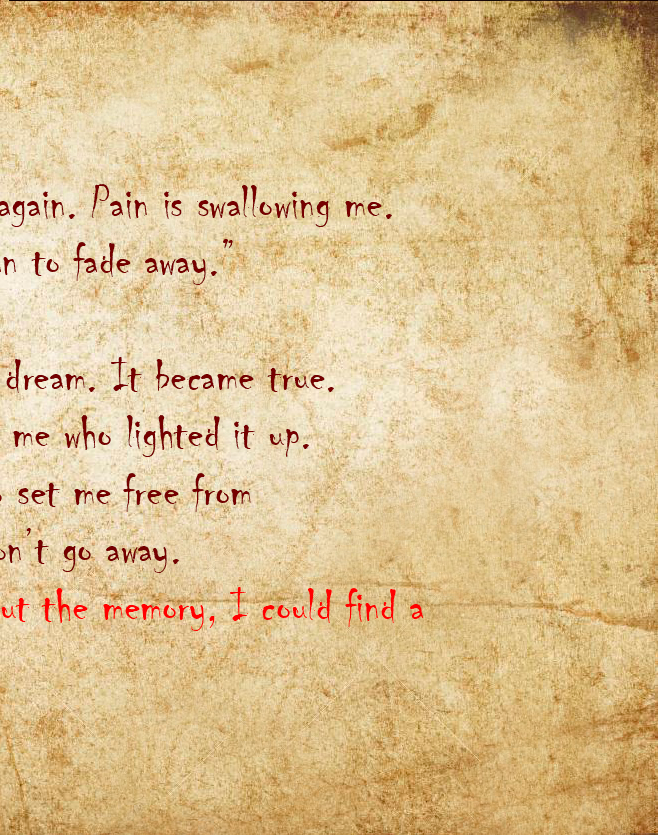 again. Pain is swallowing me.
n to fade away.”
dream. It became true.
me who lighted it up.
set me free from
on’t go away.
ut the memory, I could find a